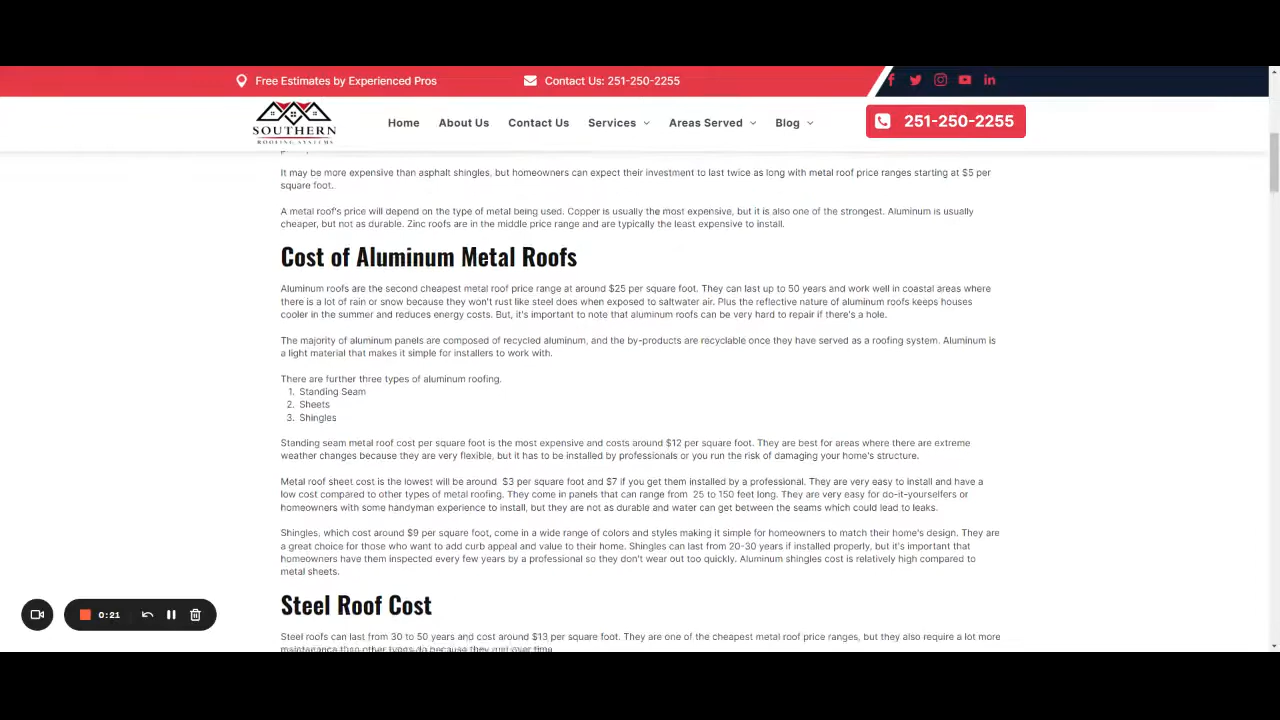 Free Estimates by Experienced Pros
Contact Us: 251-250-2255
SOUTHERN
ROOFING SYSTEMS
Home
About Us
Contact Us
Services
Areas Served
Blog
251-250-2255
It may be more expensive than asphalt shingles, but homeowners can expect their investment to last twice as long with metal roof price ranges starting at $5 per
square foot.
A metal roof's price will depend on the type of metal being used. Copper is usually the most expensive, but it is also one of the strongest. Aluminum is usually
cheaper, but not as durable. Zinc roofs are in the middle price range and are typically the least expensive to install.
Cost of Aluminum Metal Roofs
Aluminum roofs are the second cheapest metal roof price range at around $25 per square foot. They can last up to 50 years and work well in coastal areas where
there is a lot of rain or snow because they won't rust like steel does when exposed to saltwater air. Plus the reflective nature of aluminum roofs keeps houses
cooler in the summer and reduces energy costs. But, it's important to note that aluminum roofs can be very hard to repair if there's a hole.
The majority of aluminum panels are composed of recycled aluminum, and the by-products are recyclable once they have served as a roofing system. Aluminum is
a light material that makes it simple for installers to work with.
There are further three types of aluminum roofing.
1. Standing Seam
2. Sheets
3. Shingles
Standing seam metal roof cost per square foot is the most expensive and costs around $12 per square foot. They are best for areas where there are extreme
weather changes because they are very flexible, but it has to be installed by professionals or you run the risk of damaging your home's structure.
Metal roof sheet cost is the lowest will be around $3 per square foot and $7 if you get them installed by a professional. They are very easy to install and have a
low cost compared to other types of metal roofing. They come in panels that can range from 25 to 150 feet long. They are very easy for do-it-yourselfers or
homeowners with some handyman experience to install, but they are not as durable and water can get between the seams which could lead to leaks.
Shingles, which cost around $9 per square foot, come in a wide range of colors and styles making it simple for homeowners to match their home's design. They are
a great choice for those who want to add curb appeal and value to their home. Shingles can last from 20-30 years if installed properly, but it's important that
homeowners have them inspected every few years by a professional so they don't wear out too quickly. Aluminum shingles cost is relatively high compared to
metal sheets.
Steel Roof Cost
Steel roofs can last from 30 to 50 years and cost around $13 per square foot. They are one of the cheapest metal roof price ranges, but they also require a lot more
maintenance than other types do because they rust over time
0:21